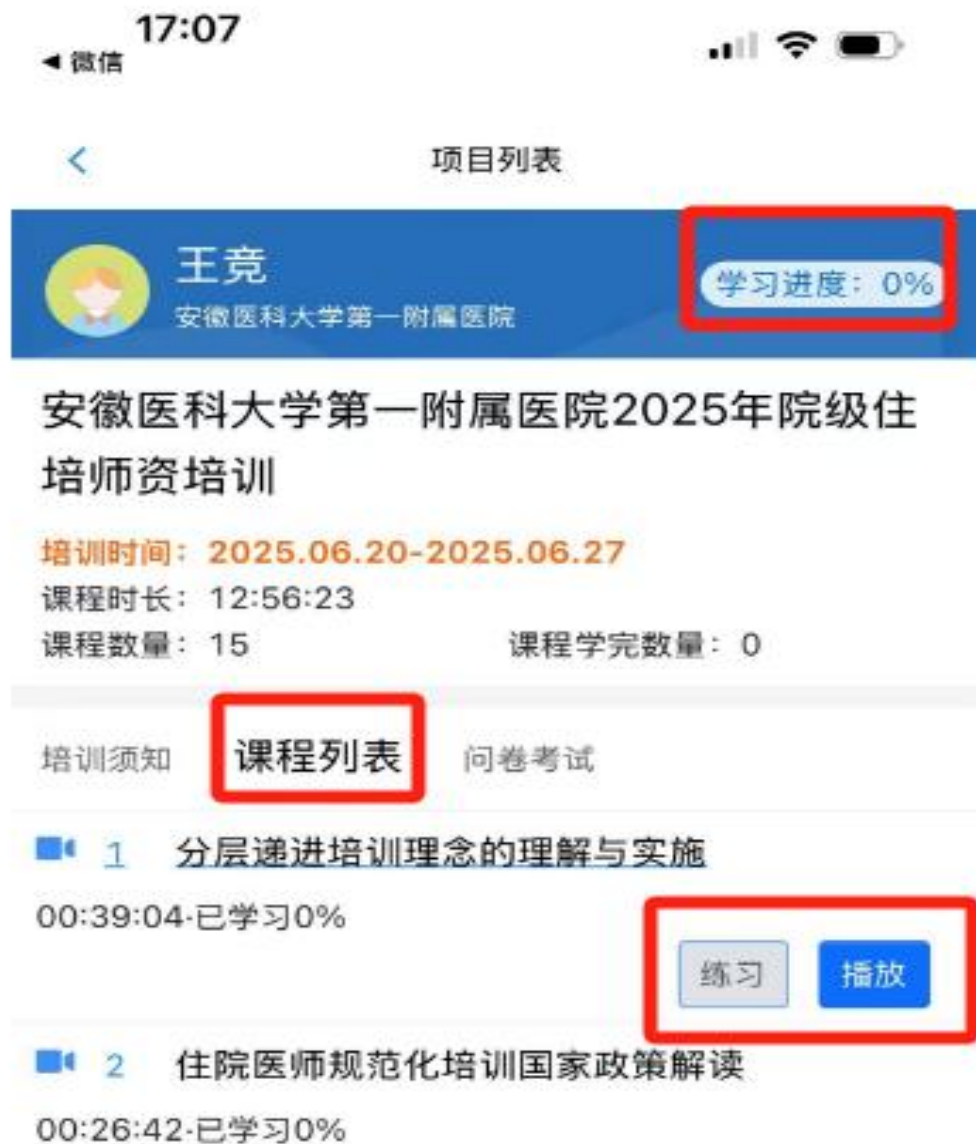 17:07
◀ 微信
项目列表
王竞
学习进度：0%
安徽医科大学第一附属医院
安徽医科大学第一附属医院2025年院级住
培师资培训
培训时间：2025.06.20-2025.06.27
课程时长：12:56:23
课程数量：15 课程学完数量：0
培训须知 课程列表 问卷考试
1 分层递进培训理念的理解与实施
00:39:04·已学习0%
练习 播放
2 住院医师规范化培训国家政策解读
00:26:42·已学习0%